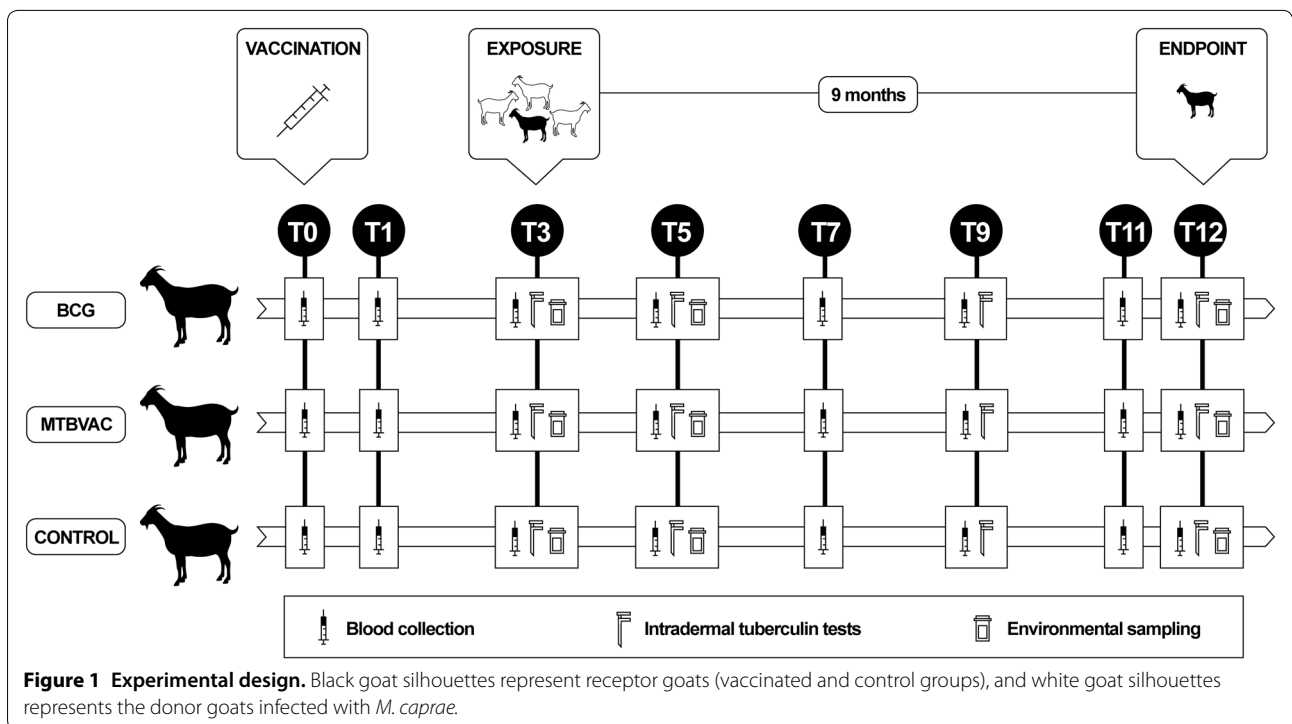 VACCINATION
EXPOSURE
ENDPOINT
9 months
T0 T1 T3 T5 T7 T9 T11 T12
BCG
MTBVAC
CONTROL
Blood collection Intradermal tuberculin tests Environmental sampling
Figure 1 Experimental design. Black goat silhouettes represent receptor goats (vaccinated and control groups), and white goat silhouettes
represents the donor goats infected with M. caprae.